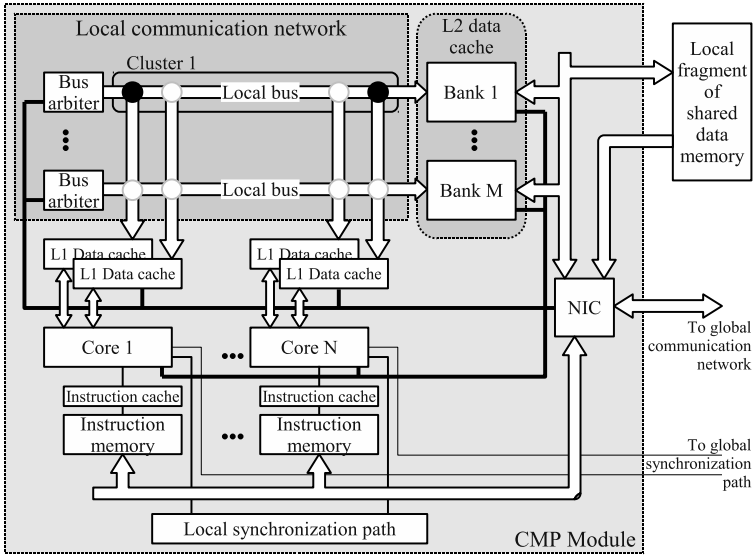 Local communication network
L2 data
cache
Cluster 1
Bus
arbiter
Local bus
Bank 1
Local
fragment
of
shared
data
memory
Bus
arbiter
Local bus
Bank M
L1 Data cache
L1 Data cache
L1 Data cache
L1 Data cache
NIC
To global
communication
network
Core 1
Core N
Instruction cache
Instruction cache
Instruction
memory
Instruction
memory
To global
synchronization
path
Local synchronization path
CMP Module